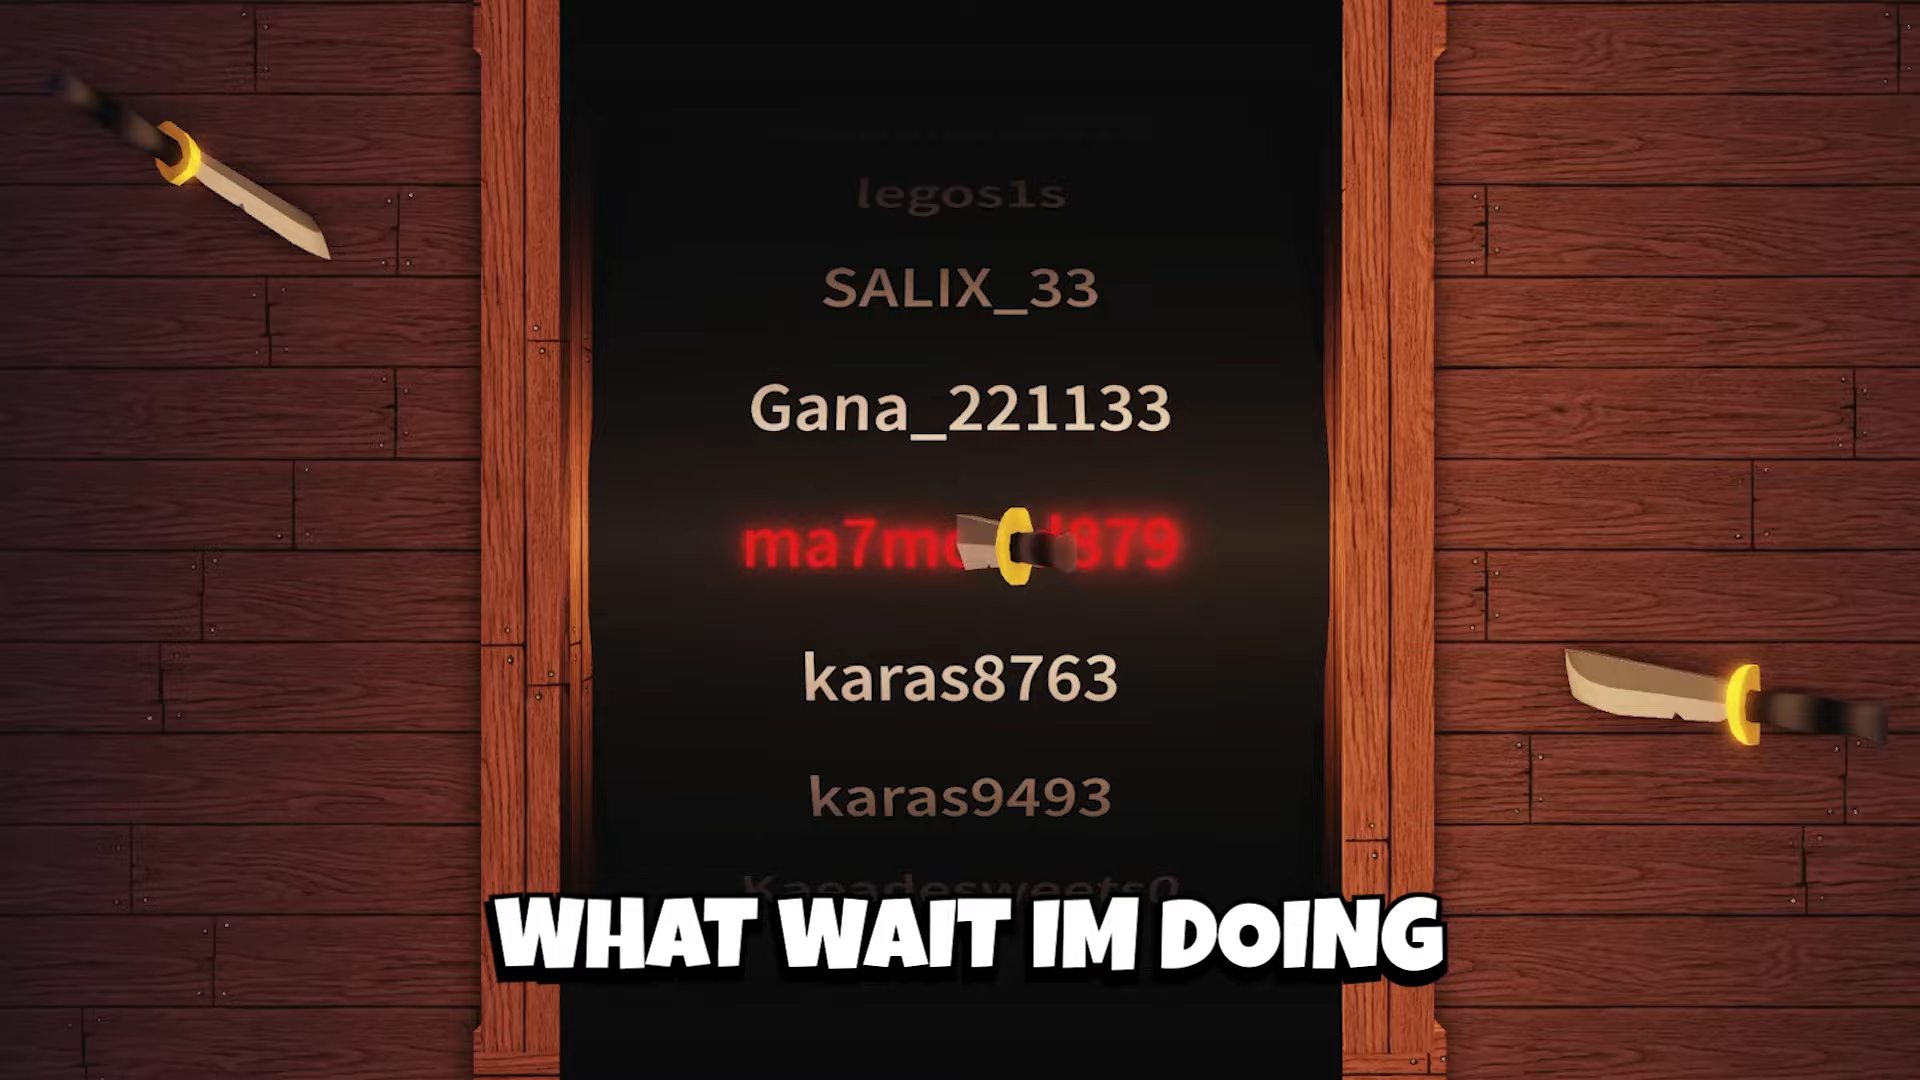 legos1s
SALIX_33
Gana_221133
karas8763
karas9493
WHAT WAIT IM DOING